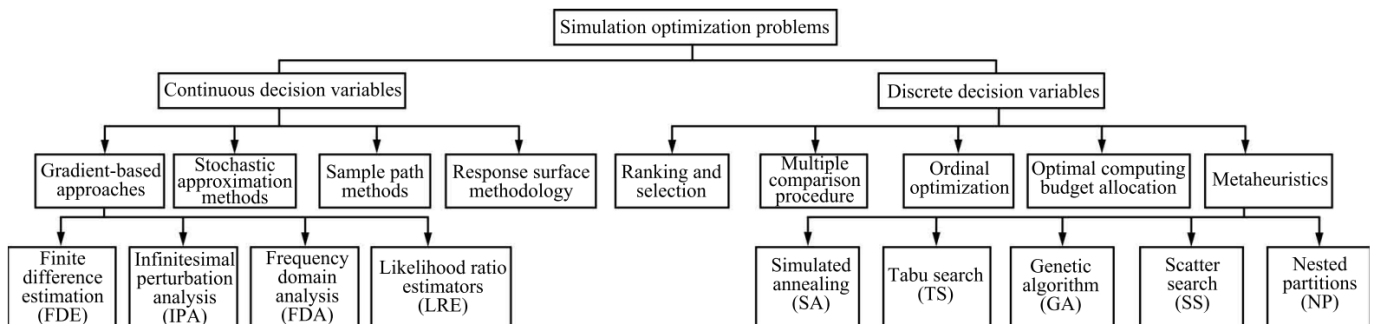 Simulation optimization problems
Continuous decision variables
Discrete decision variables
Gradient-based
approaches
Stochastic
approximation
methods
Sample path
methods
Response surface
methodology
Ranking and
selection
Multiple
comparison
procedure
Ordinal
optimization
Optimal computing
budget allocation
Metaheuristics
Finite
difference
estimation
(FDE)
Infinitesimal
perturbation
analysis
(IPA)
Frequency
domain
analysis
(FDA)
Likelihood ratio
estimators
(LRE)
Simulated
annealing
(SA)
Tabu search
(TS)
Genetic
algorithm
(GA)
Scatter
search
(SS)
Nested
partitions
(NP)